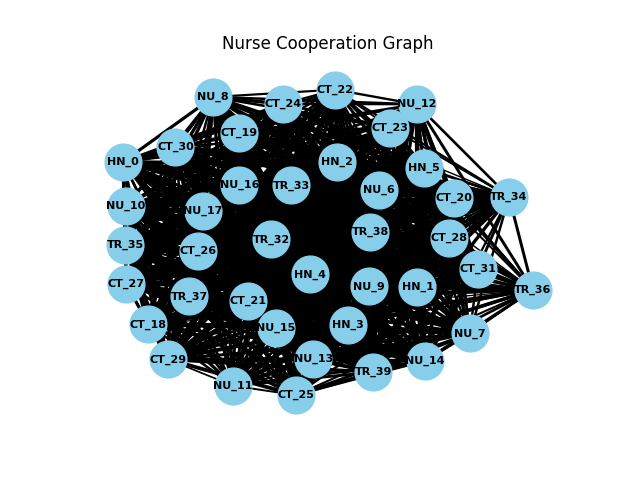 Nurse Cooperation Graph
CT_22
NU_8
CT_24
NU_12
CT_23
CT_19
CT_30
HN_0
HN_2
HN_5
NU_16
TR_33
NU_6
TR_34
CT_20
NU_10
NU_17
TR_38
CT_28
TR_32
TR_35
CT_26
CT_31
HN_4
CT_27
NU_9
HN_1
TR_36
TR_37
CT_21
CT_18
HN_3
NU_15
NU_7
CT_29
NU_13
NU_14
TR_39
NU_11
CT_25